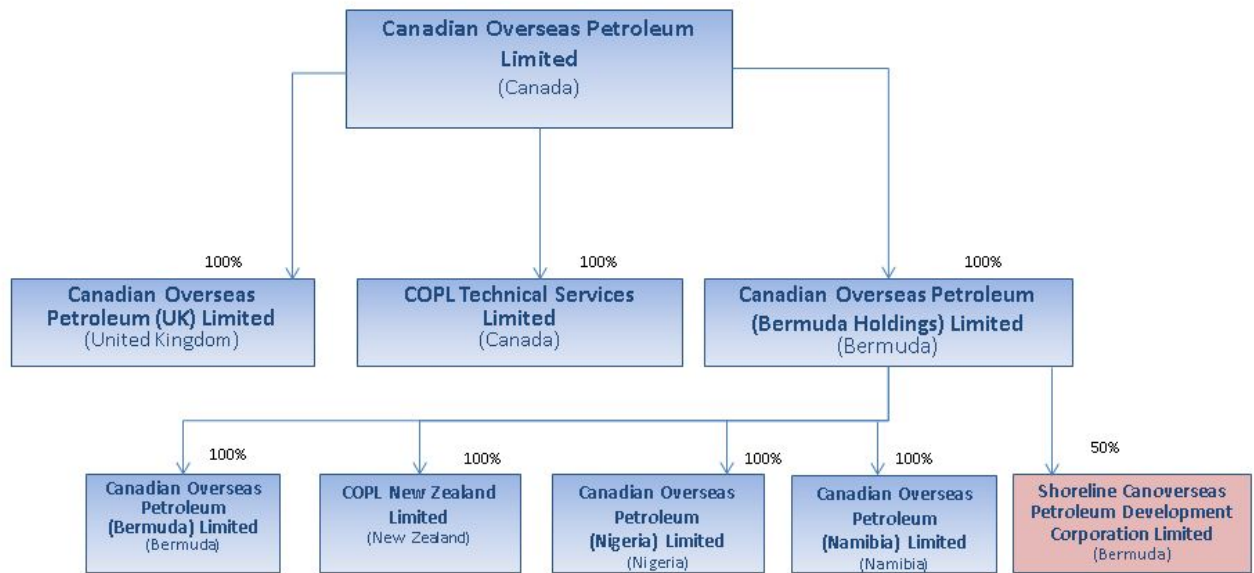 Canadian Overseas Petroleum
Limited
(Canada)
100%
100%
100%
Canadian Overseas
Petroleum (UK) Limited
(United Kingdom)
COPL Technical Services
Limited
(Canada)
Canadian Overseas Petroleum
(Bermuda Holdings) Limited
(Bermuda)
100%
100%
100%
100%
50%
Canadian Overseas
Petroleum
(Bermuda) Limited
(Bermuda)
COPL New Zealand
Limited
(New Zealand)
Canadian Overseas
Petroleum
(Nigeria) Limited
(Nigeria)
Canadian Overseas
Petroleum
(Namibia) Limited
(Namibia)
Shoreline Canoverseas
Petroleum Development
Corporation Limited
(Bermuda)